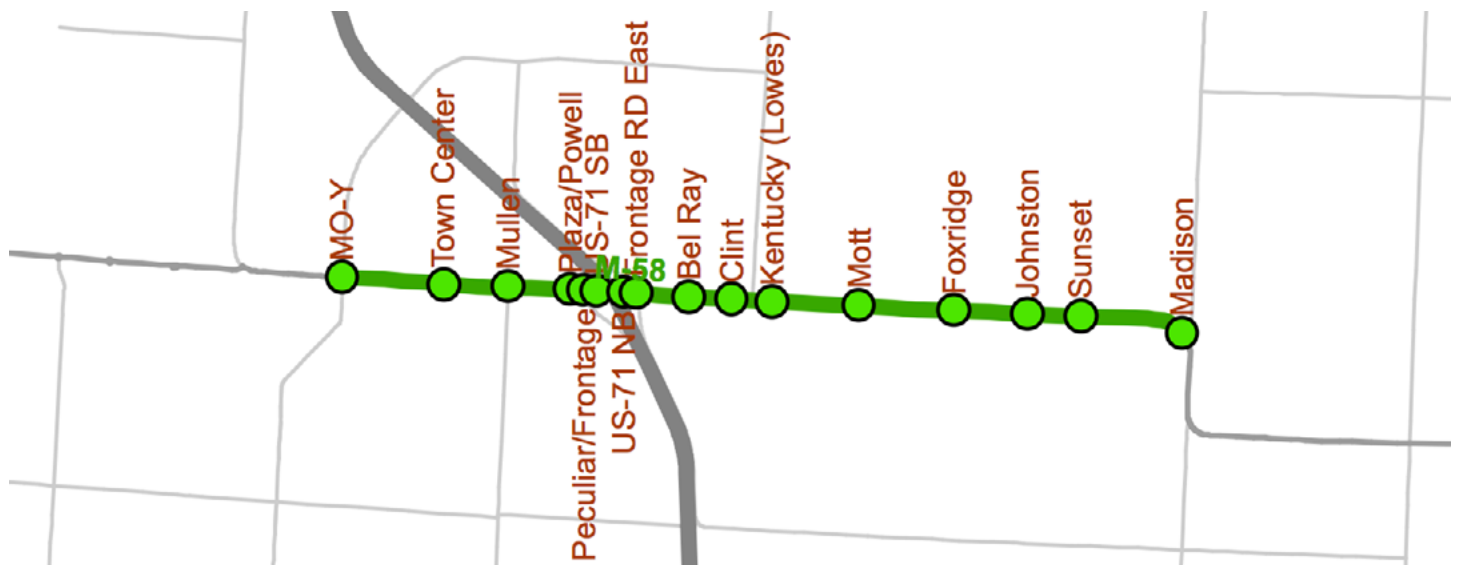 MO-Y
Town Center
Mullen
Plaza/Powell
Peculiar/Frontage
US-71 SB
M-58
US-71 NB
Frontage RD East
Bel Ray
Clint
Kentucky (Lowes)
Mott
Foxridge
Johnston
Sunset
Madison